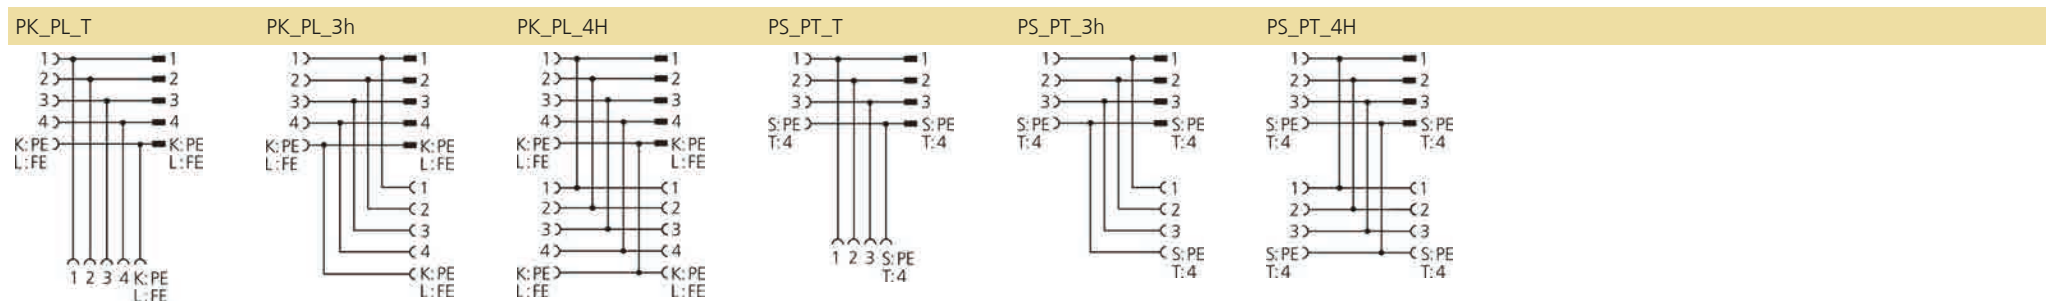 PK_PL_T PK_PL_3h PK_PL_4H PS_PT_T PS_PT_3h PS_PT_4H
1 1 1 1 1 1 1 1 1 1 1 1
2 2 2 2 2 2 2 2 2 2 2 2
3 3 3 3 3 3 3 3 3 3 3 3
4 4 4 4 4 4 S:PE S:PE S:PE S:PE S:PE S:PE
K:PE K:PE K:PE K:PE K:PE K:PE T:4 T:4 T:4 T:4 T:4 T:4
L:FE L:FE L:FE L:FE L:FE L:FE
1 1 1 1 1 1
2 2 2 2 2 2
3 3 3 3 3 3
4 4 4 S:PE S:PE S:PE
1 2 3 4 K:PE K:PE K:PE K:PE 1 2 3 S:PE T:4 T:4 T:4
L:FE L:FE L:FE L:FE T:4